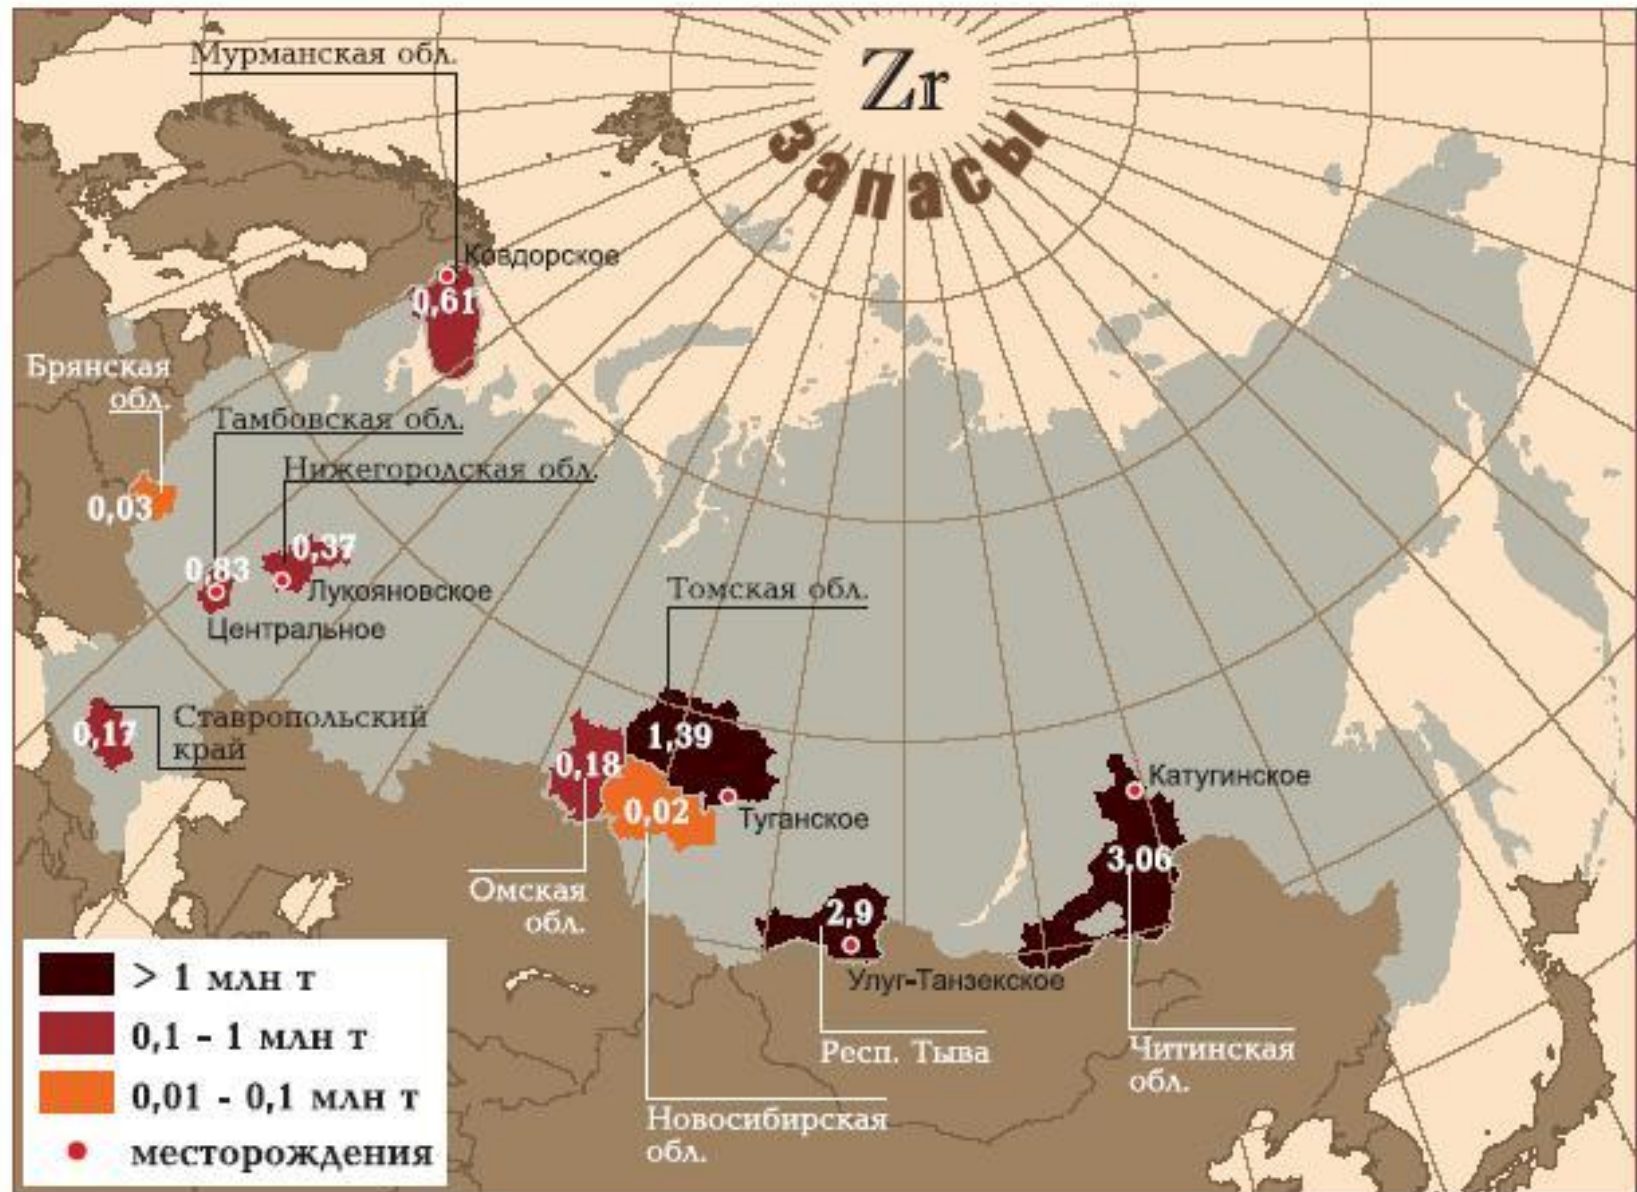 Zr
запасы
Мурманская обл.
Ковдорское
0,61
Брянская
обл.
0,03
Тамбовская обл.
Нижегородская обл.
0,37
0,83
Лукояновское
Центральное
Томская обл.
Ставропольский
край
0,17
1,39
0,18
0,02
Туганское
Катугинское
3,06
Омская
обл.
2,9
Улуг-Танзекское
Респ. Тыва
Читинская
обл.
Новосибирская
обл.
> 1 млн т
0,1 - 1 млн т
0,01 - 0,1 млн т
месторождения